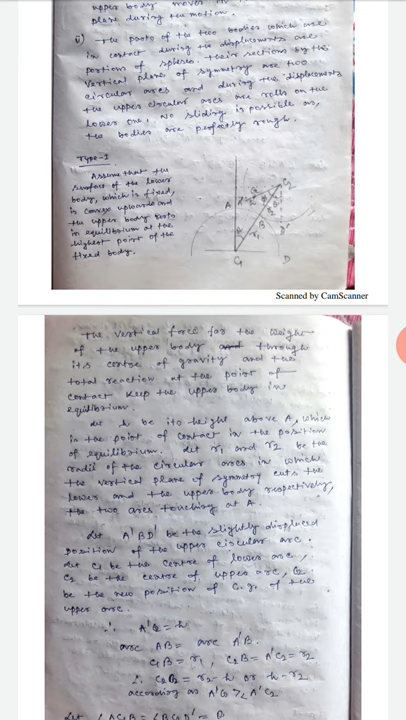 upper body moves in
plane during the motion.
ii) The parts of the two bodies which are
in contact during the displacements are
portions of spheres. Their sections by the
vertical plane of symmetry are two
circular arcs and during the displacements
the upper circular arcs are rolls on the
lower one, No sliding is possible as,
the bodies are perfectly rough.
Type-I
Assume that the
surface of the lower
body, which is fixed,
is convex upwards and
the upper body rests
in equilibrium at the
highest point of the
fixed body.
A
C2
B
r1
C1
D
Scanned by CamScanner
The vertical force for the weight
of the upper body and through
its centre of gravity and the
total reaction at the point of
contact keep the upper body in
equilibrium.
Let h be its height above A, which
is the point of contact in the position
of equilibrium. Let r1 and r2 be the
radii of the circular arcs in which
the vertical plane of symmetry cuts the
lower and the upper body respectively,
the two arcs touching at A.
Let A'BD' be the slightly displaced
position of the upper circular arc.
Let C1 be the centre of lower arc,
C2 be the centre of upper arc, G
be the new position of C.G. of the
upper arc.
∴ A'G = h
arc AB = arc A'B.
C1B = r1, C2B = A'C2 = r2
∴ C2G = r2-h or h-r2
according as A'G >< A'C2
Let